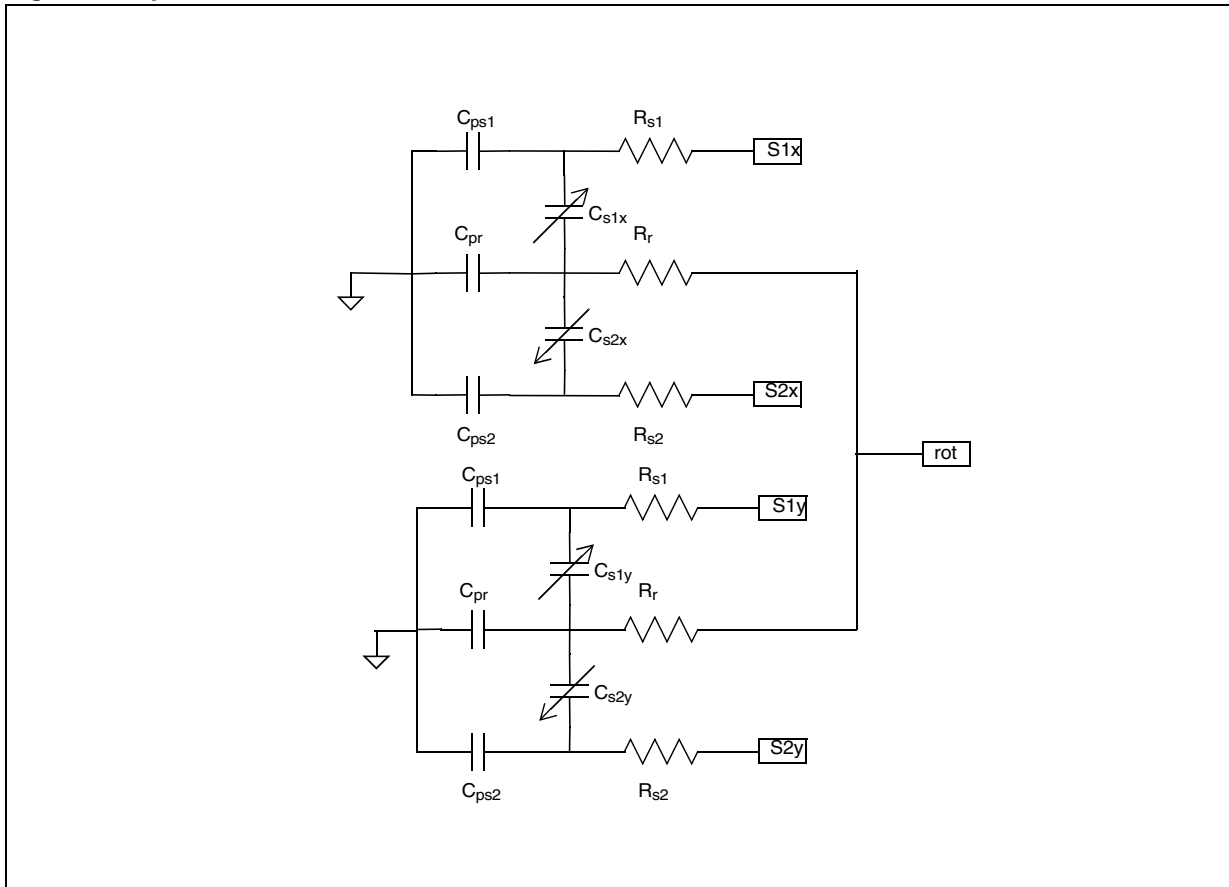 Cps1
Rs1
S1x
Cs1x
Cpr
Rr
Cs2x
S2x
Cps2
Rs2
rot
Cps1
Rs1
S1y
Cs1y
Cpr
Rr
Cs2y
S2y
Cps2
Rs2